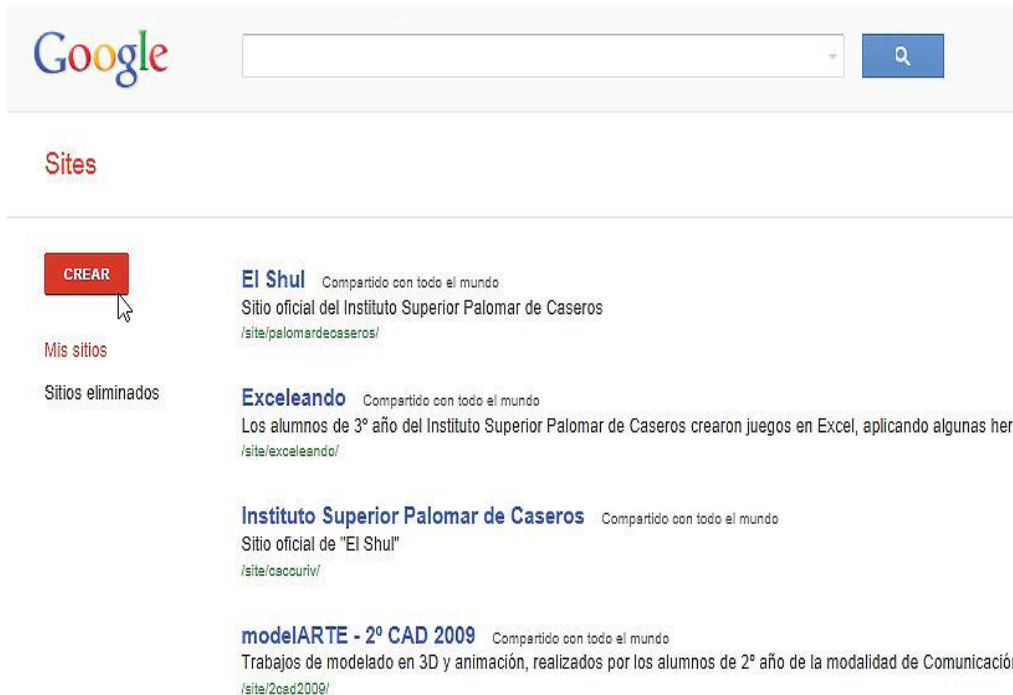 Google
Sites
CREAR
Mis sitios
Sitios eliminados
El Shul Compartido con todo el mundo
Sitio oficial del Instituto Superior Palomar de Caseros
/site/palomardecaseros/
Exceleando Compartido con todo el mundo
Los alumnos de 3º año del Instituto Superior Palomar de Caseros crearon juegos en Excel, aplicando algunas her
/site/exceleando/
Instituto Superior Palomar de Caseros Compartido con todo el mundo
Sitio oficial de "El Shul"
/site/caccuriv/
modelARTE - 2º CAD 2009 Compartido con todo el mundo
Trabajos de modelado en 3D y animación, realizados por los alumnos de 2º año de la modalidad de Comunicación
/site/2cad2009/